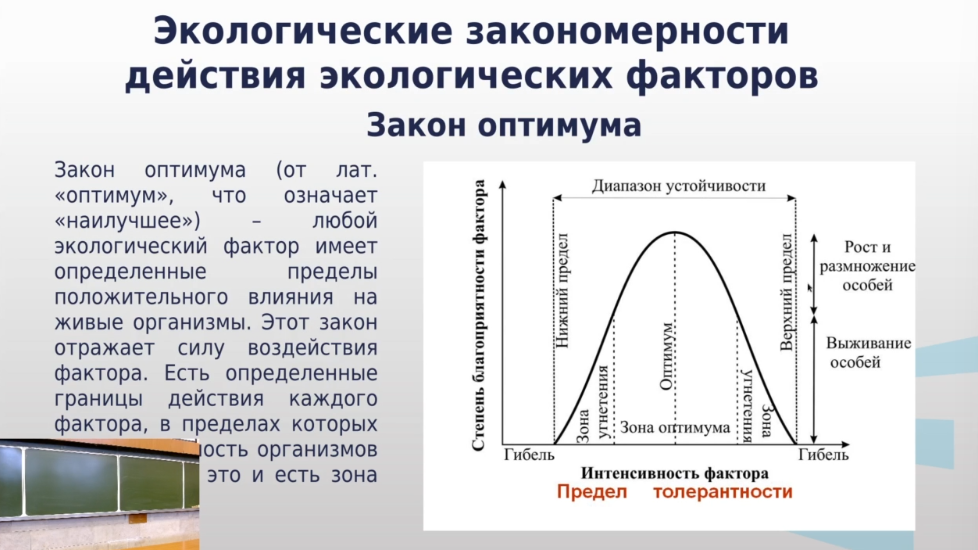 Экологические закономерности
действия экологических факторов
Закон оптимума
Закон оптимума (от лат.
«оптимум», что означает
«наилучшее») – любой
экологический фактор имеет
определенные пределы
положительного влияния на
живые организмы. Этот закон
отражает силу воздействия
фактора. Есть определенные
границы действия каждого
фактора, в пределах которых
ность организмов
это и есть зона
Степень благоприятности фактора
Диапазон устойчивости
Нижний предел
Верхний предел
Оптимум
Зона
угнетения
Зона оптимума
угнетения
Зона
Рост и
размножение
особей
Выживание
особей
Гибель
Гибель
Интенсивность фактора
Предел толерантности